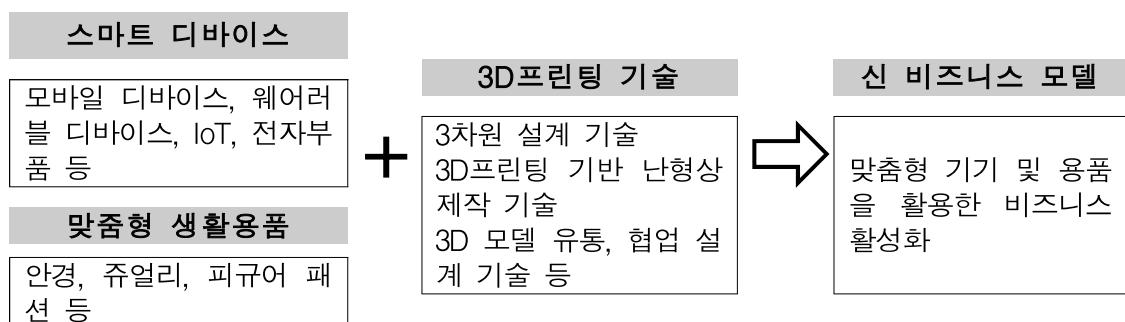 스마트 디바이스
모바일 디바이스, 웨어러
블 디바이스, IoT, 전자부
품 등
맞줌형 생활용품
안경, 쥬얼리, 피규어 패
션 등
3D프린팅 기술
3차원 설계 기술
3D프린팅 기반 난형상
제작 기술
3D 모델 유통, 협업 설
계 기술 등
신 비즈니스 모델
맞춤형 기기 및 용품
을 활용한 비즈니스
활성화